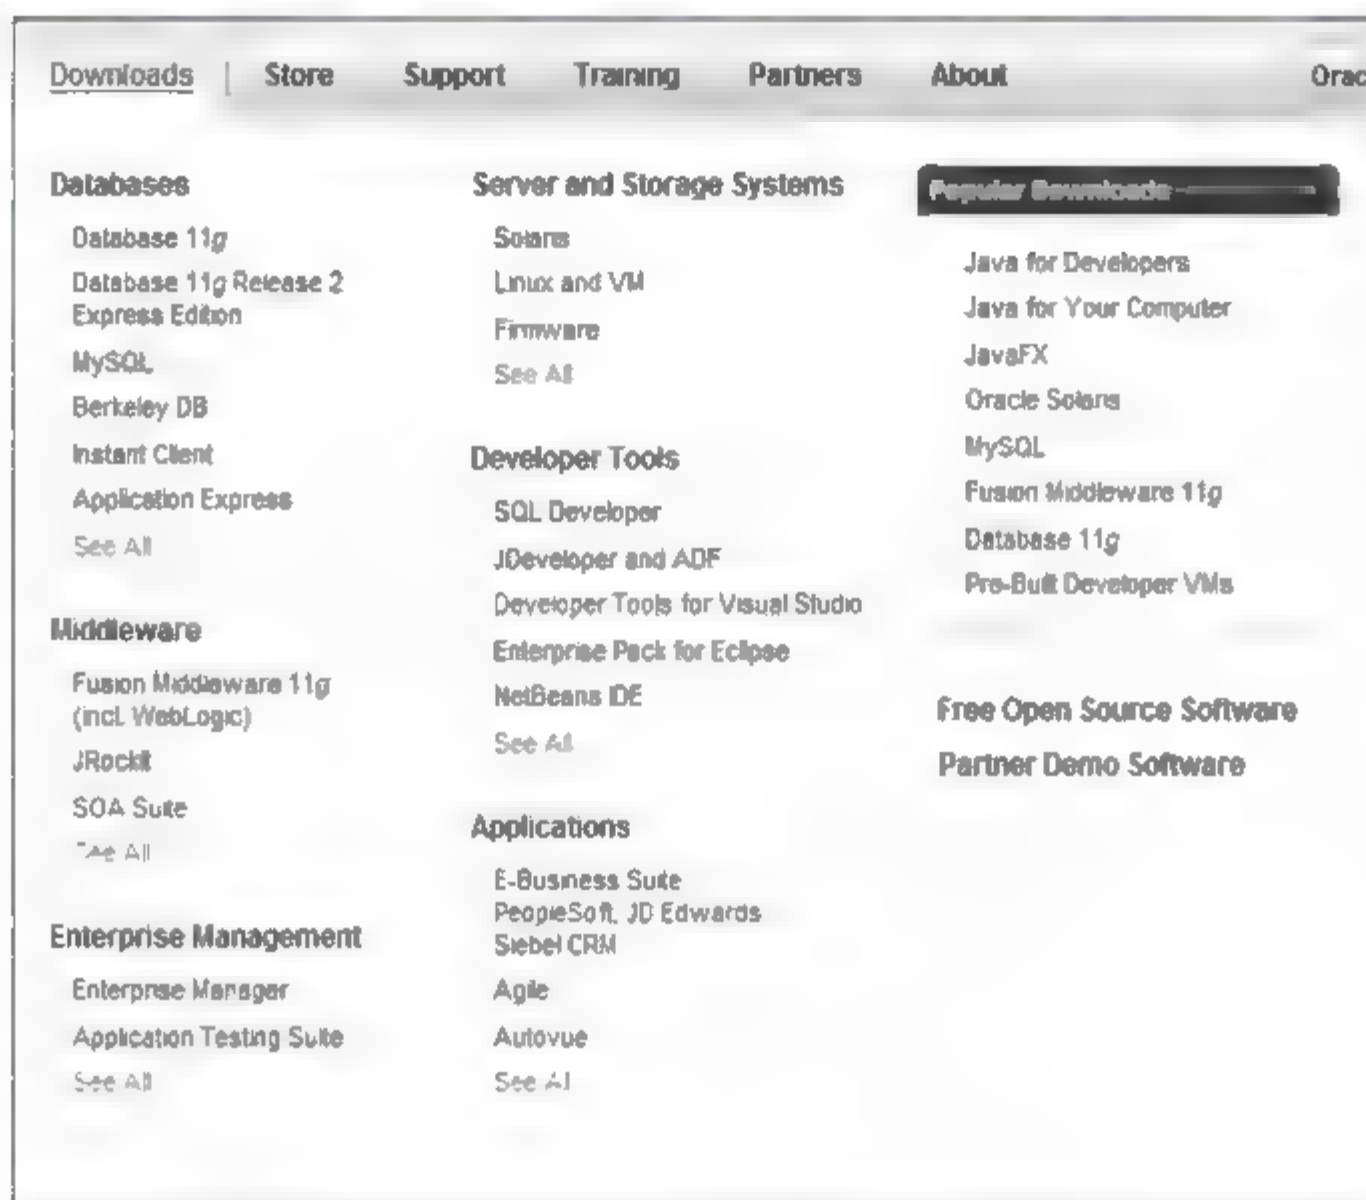 Downloads | Store Support Training Partners About Orac
Databases
Database 11g
Database 11g Release 2
Express Edition
MySQL
Berkeley DB
Instant Client
Application Express
See All
Middleware
Fusion Middleware 11g
(incl. WebLogic)
JRockit
SOA Suite
See All
Enterprise Management
Enterprise Manager
Application Testing Suite
See All
Server and Storage Systems
Solaris
Linux and VM
Firmware
See All
Developer Tools
SQL Developer
JDeveloper and ADF
Developer Tools for Visual Studio
Enterprise Pack for Eclipse
NetBeans IDE
See All
Applications
E-Business Suite
PeopleSoft, JD Edwards
Siebel CRM
Agile
Autovue
See All
Popular Downloads
Java for Developers
Java for Your Computer
JavaFX
Oracle Solaris
MySQL
Fusion Middleware 11g
Database 11g
Pre-Built Developer VMs
Free Open Source Software
Partner Demo Software